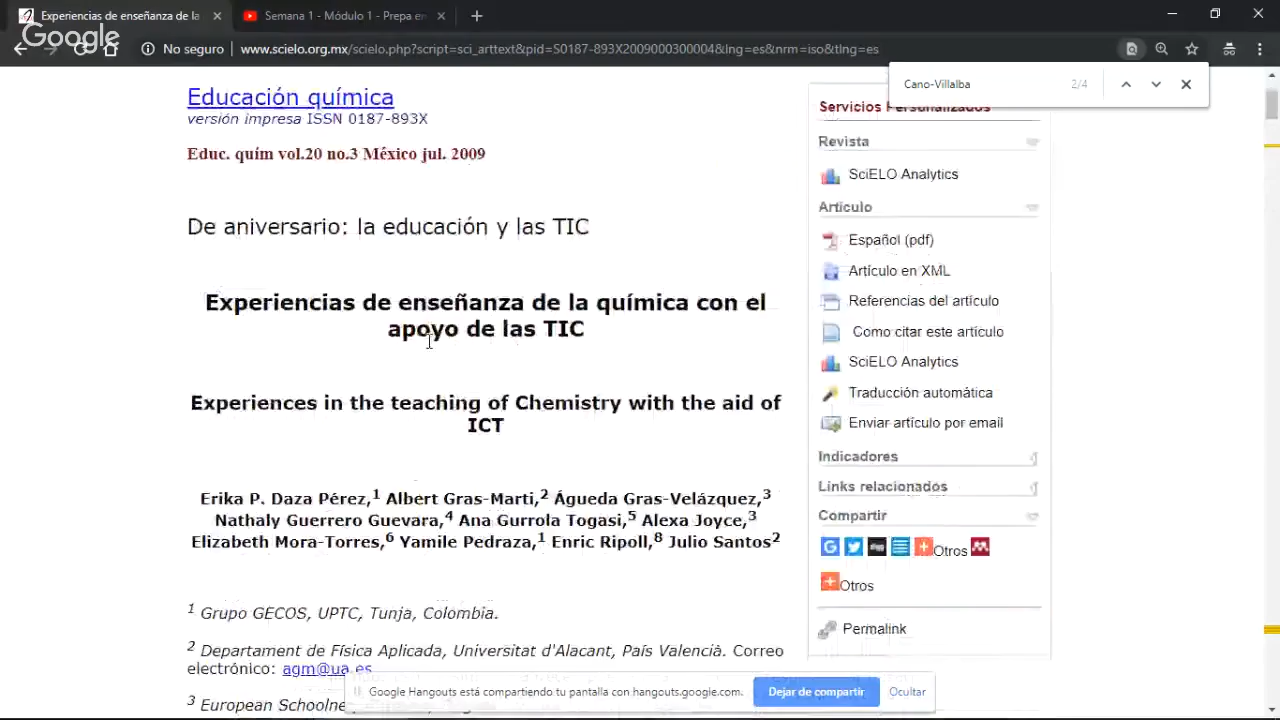 Experiencias de enseñanza de la
Semana 1 - Módulo 1 - Prepa en
Google
No seguro
www.scielo.org.mx/scielo.php?script=sci_arttext&pid=S0187-893X2009000300004&lng=es&nrm=iso&tlng=es
Cano-Villalba 2/4
Educación química
versión impresa ISSN 0187-893X
Educ. quím vol.20 no.3 México jul. 2009
De aniversario: la educación y las TIC
Experiencias de enseñanza de la química con el
apoyo de las TIC
Experiences in the teaching of Chemistry with the aid of
ICT
Erika P. Daza Pérez,1 Albert Gras-Marti,2 Águeda Gras-Velázquez,3
Nathaly Guerrero Guevara,4 Ana Gurrola Togasi,5 Alexa Joyce,3
Elizabeth Mora-Torres,6 Yamile Pedraza,1 Enric Ripoll,8 Julio Santos2
1 Grupo GECOS, UPTC, Tunja, Colombia.
2 Departament de Física Aplicada, Universitat d'Alacant, País Valencià. Correo
electrónico: agm@ua.es
3 European Schoolne
Servicios Personalizados
Revista
SciELO Analytics
Artículo
Español (pdf)
Artículo en XML
Referencias del artículo
Como citar este artículo
SciELO Analytics
Traducción automática
Enviar artículo por email
Indicadores
Links relacionados
Compartir
Otros
Otros
Permalink
Google Hangouts está compartiendo tu pantalla con hangouts.google.com.
Dejar de compartir
Ocultar